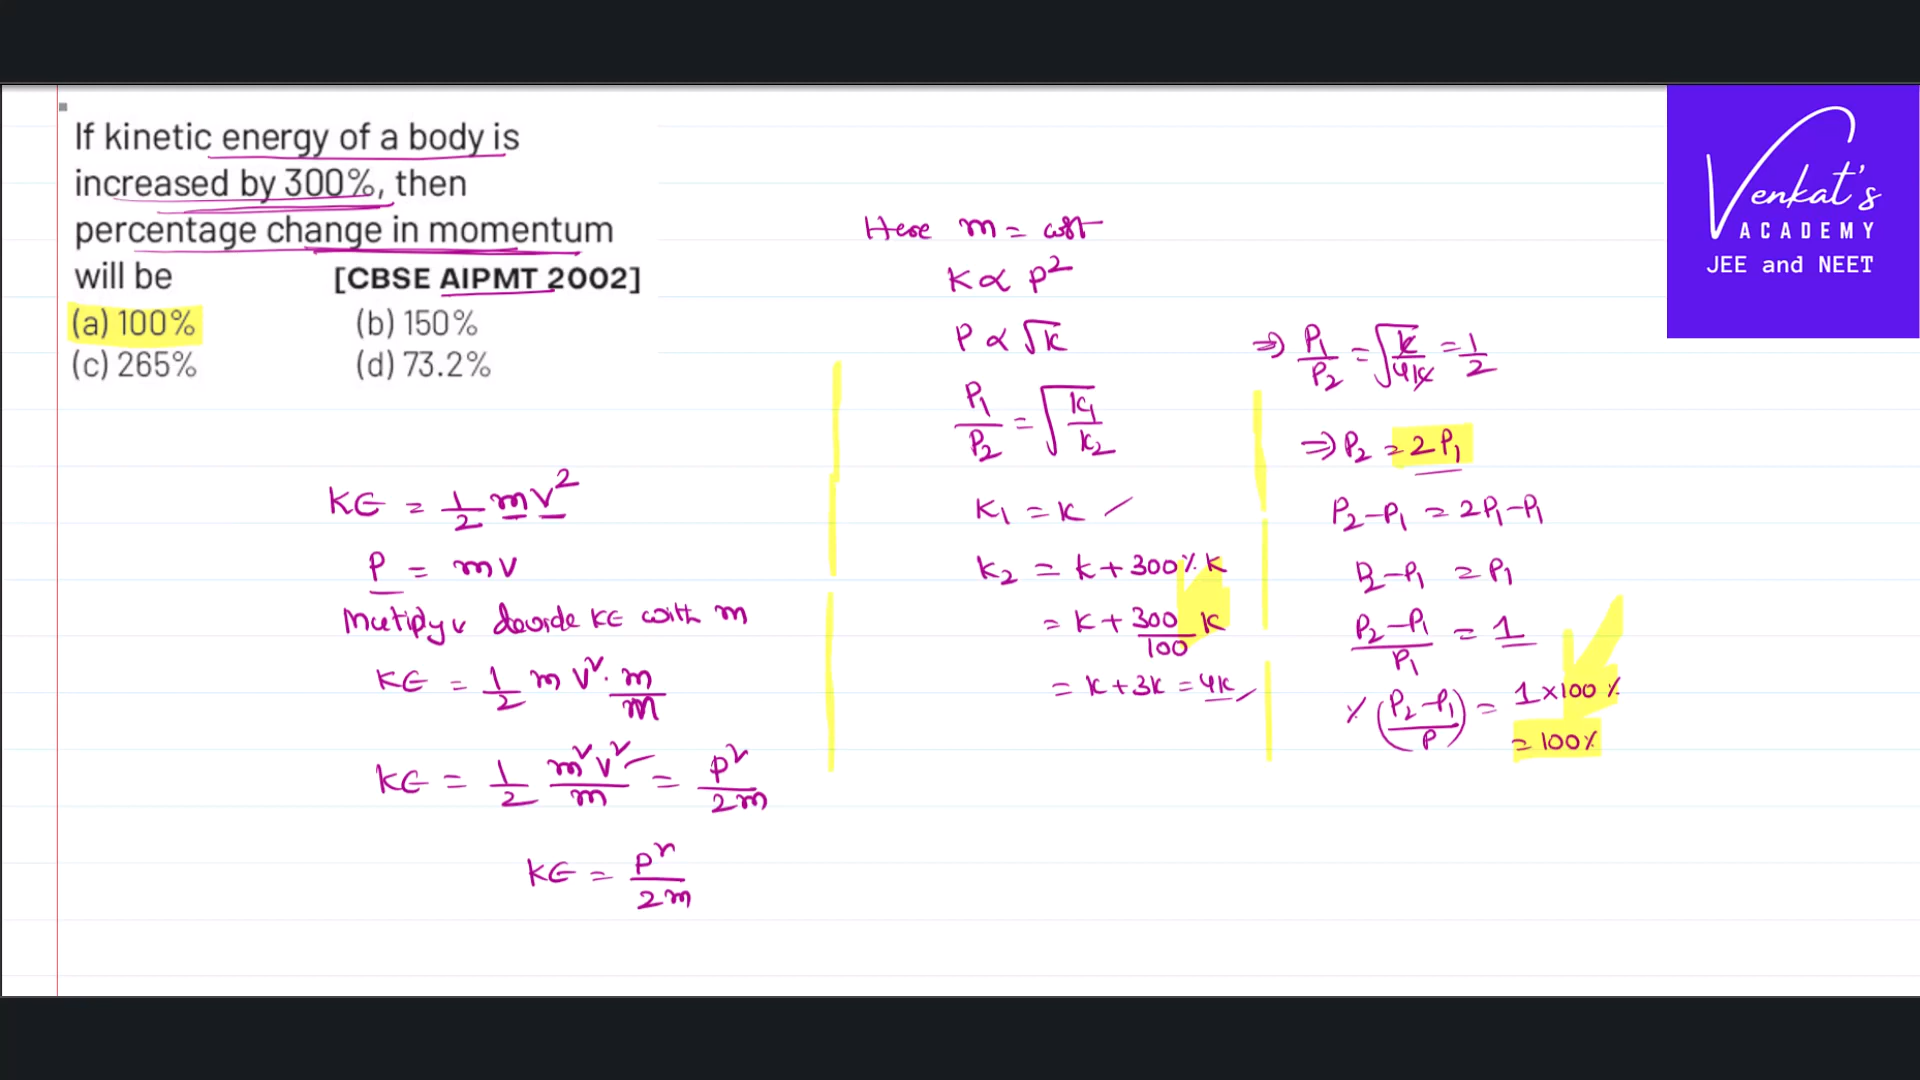 If kinetic energy of a body is
increased by 300%, then
percentage change in momentum
will be [CBSE AIPMT 2002]
(a) 100% (b) 150%
(c) 265% (d) 73.2%
KE = 1/2 mv²
P = mv
Multiply & devide KE with m
KE = 1/2 m v² · m/m
KE = 1/2 m²v²/m = p²/2m
KE = p²/2m
Here m = cost
K ∝ p²
P ∝ √k
P₁/P₂ = √(k₁/k₂)
K₁ = k
K₂ = k + 300% k
= k + 300/100 k
= k + 3k = 4k
⇒ P₁/P₂ = √(k/4k) = 1/2
⇒ P₂ = 2P₁
P₂ - P₁ = 2P₁ - P₁
P₂ - P₁ = P₁
P₂ - P₁/P₁ = 1
% (P₂ - P₁/P) = 1 × 100 %
= 100%
Venkat's
ACADEMY
JEE and NEET